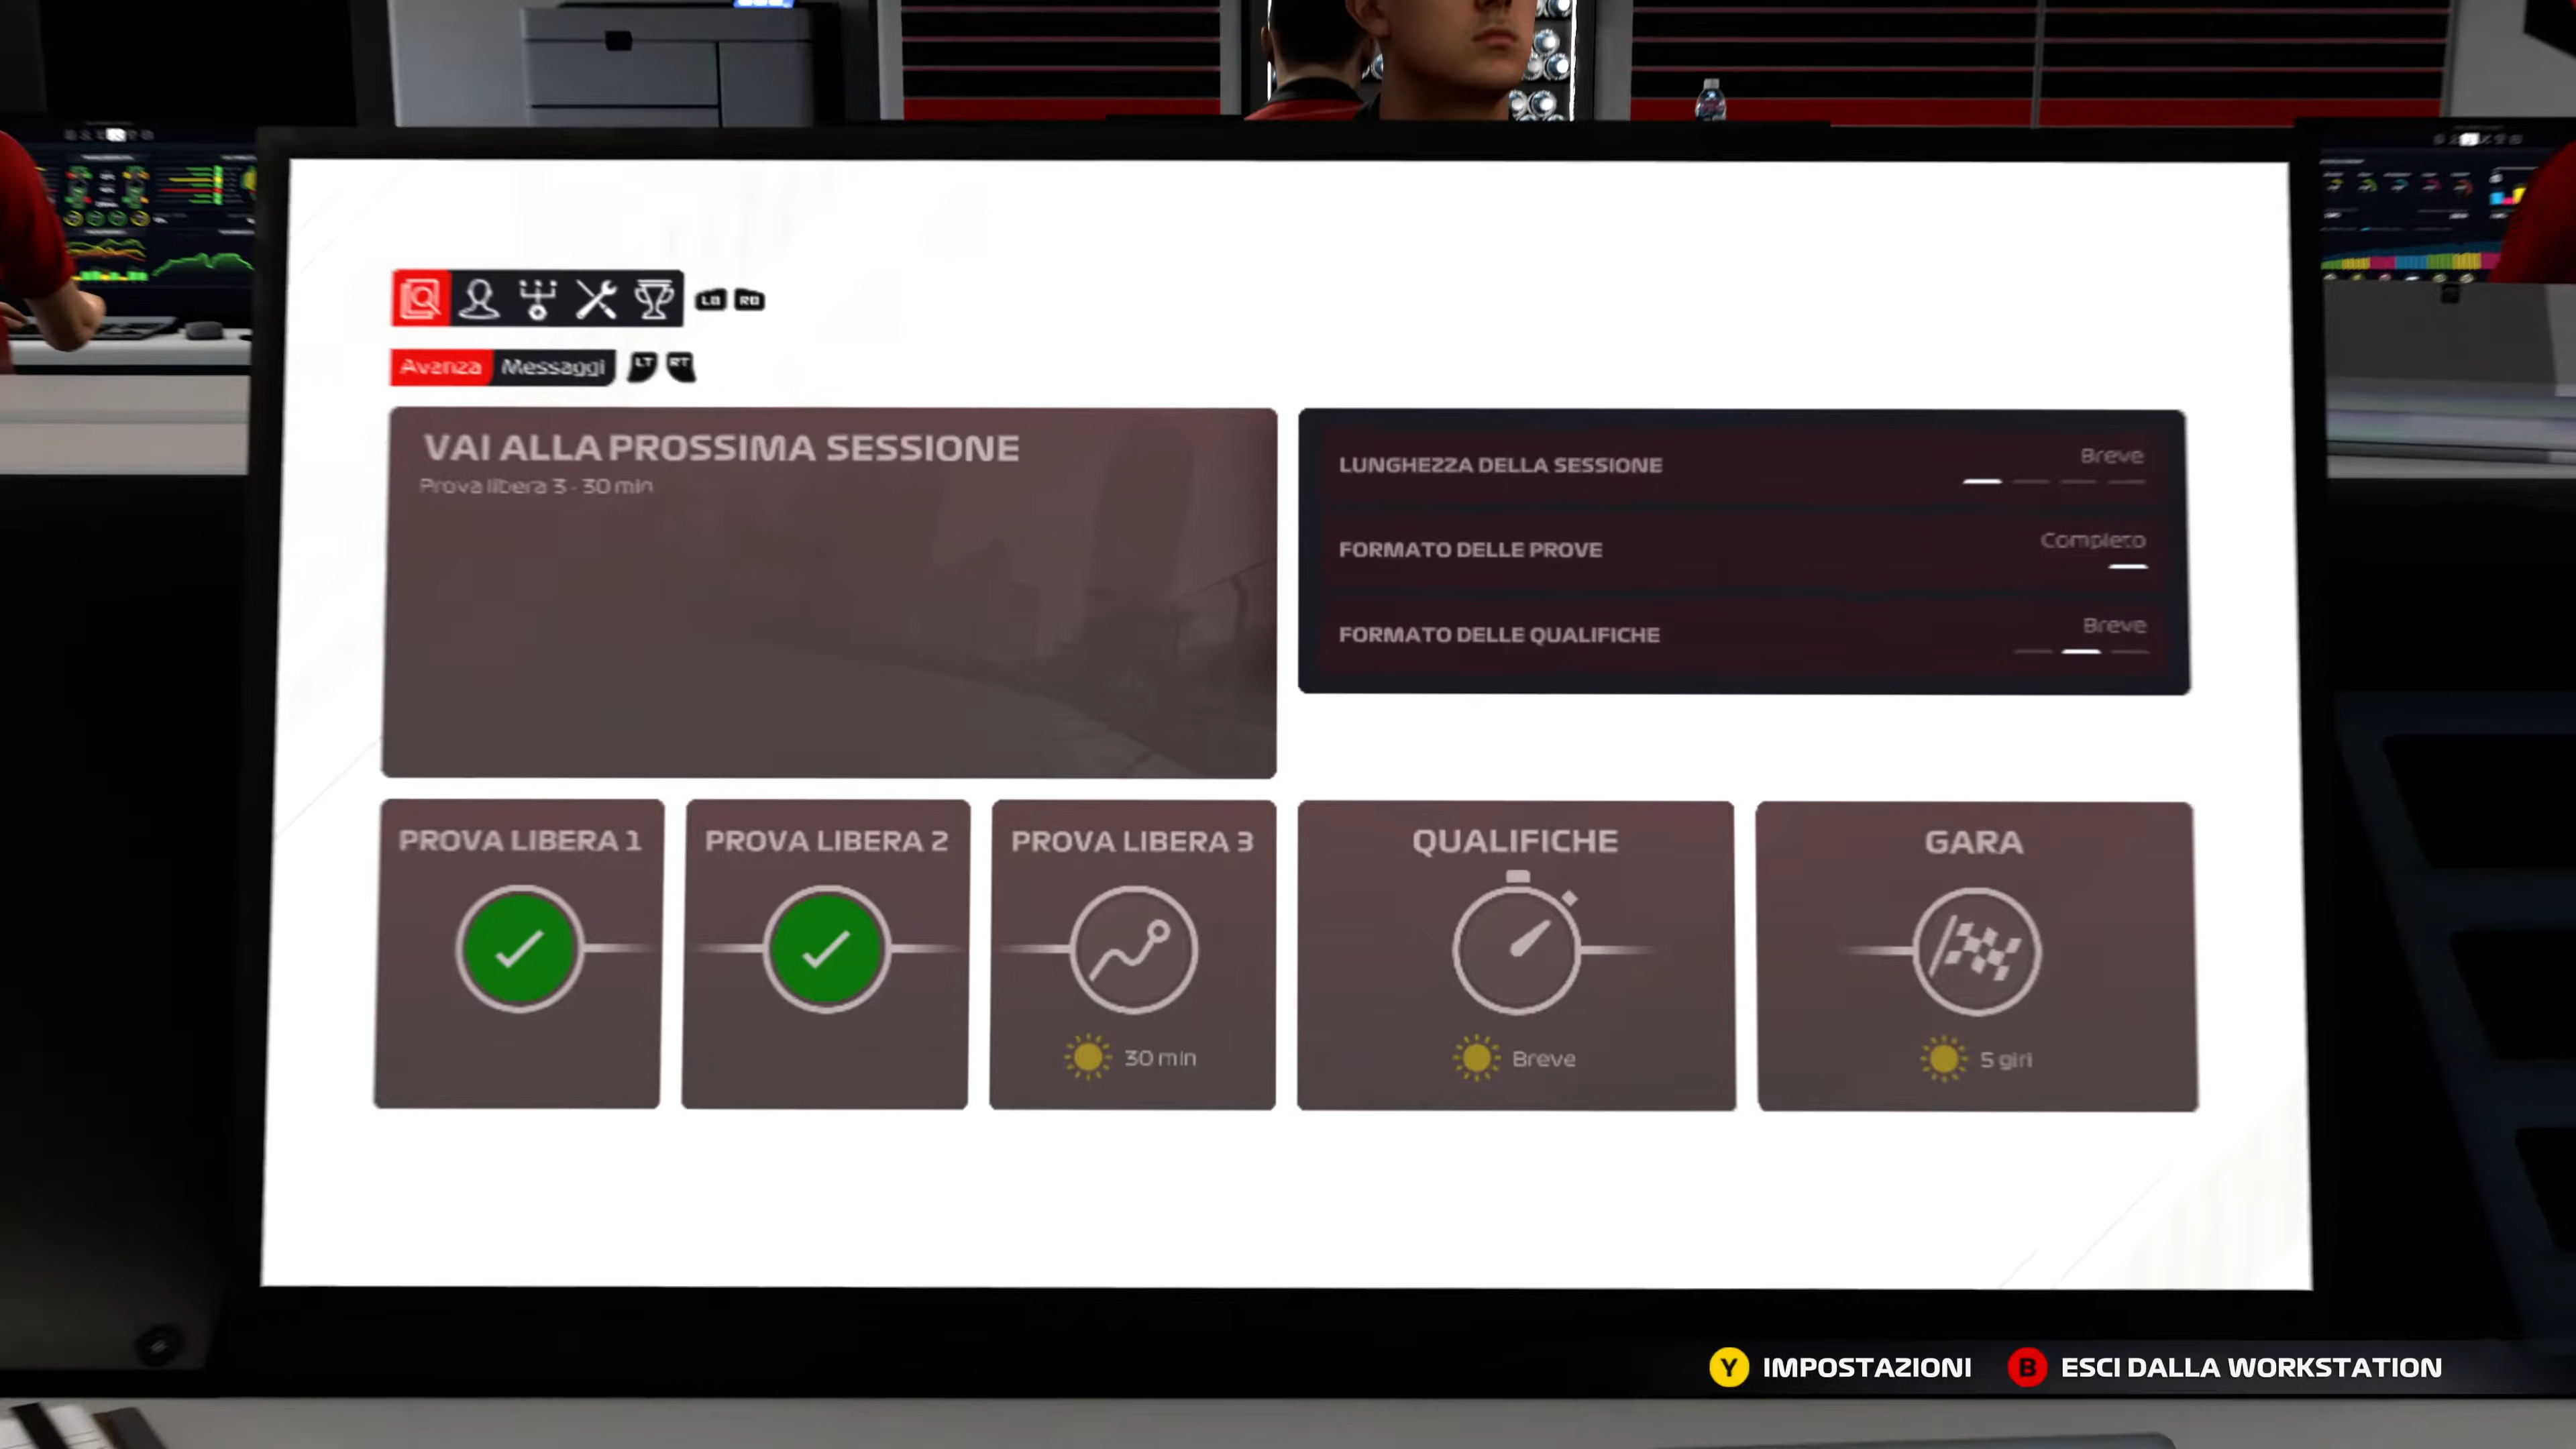 LB RB
Avanza Messaggi LT RT
VAI ALLA PROSSIMA SESSIONE
Prova libera 3 - 30 min
LUNGHEZZA DELLA SESSIONE Breve
FORMATO DELLE PROVE Completo
FORMATO DELLE QUALIFICHE Breve
PROVA LIBERA 1
PROVA LIBERA 2
PROVA LIBERA 3
30 min
QUALIFICHE
Breve
GARA
5 giri
Y IMPOSTAZIONI B ESCI DALLA WORKSTATION